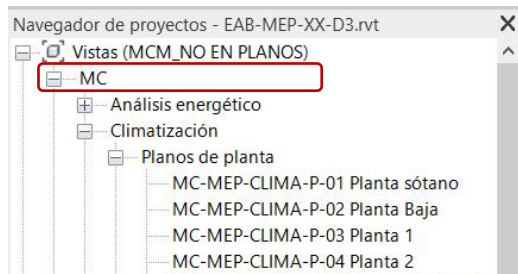 Navegador de proyectos - EAB-MEP-XX-D3.rvt
Vistas (MCM_NO EN PLANOS)
MC
Análisis energético
Climatización
Planos de planta
MC-MEP-CLIMA-P-01 Planta sótano
MC-MEP-CLIMA-P-02 Planta Baja
MC-MEP-CLIMA-P-03 Planta 1
MC-MEP-CLIMA-P-04 Planta 2